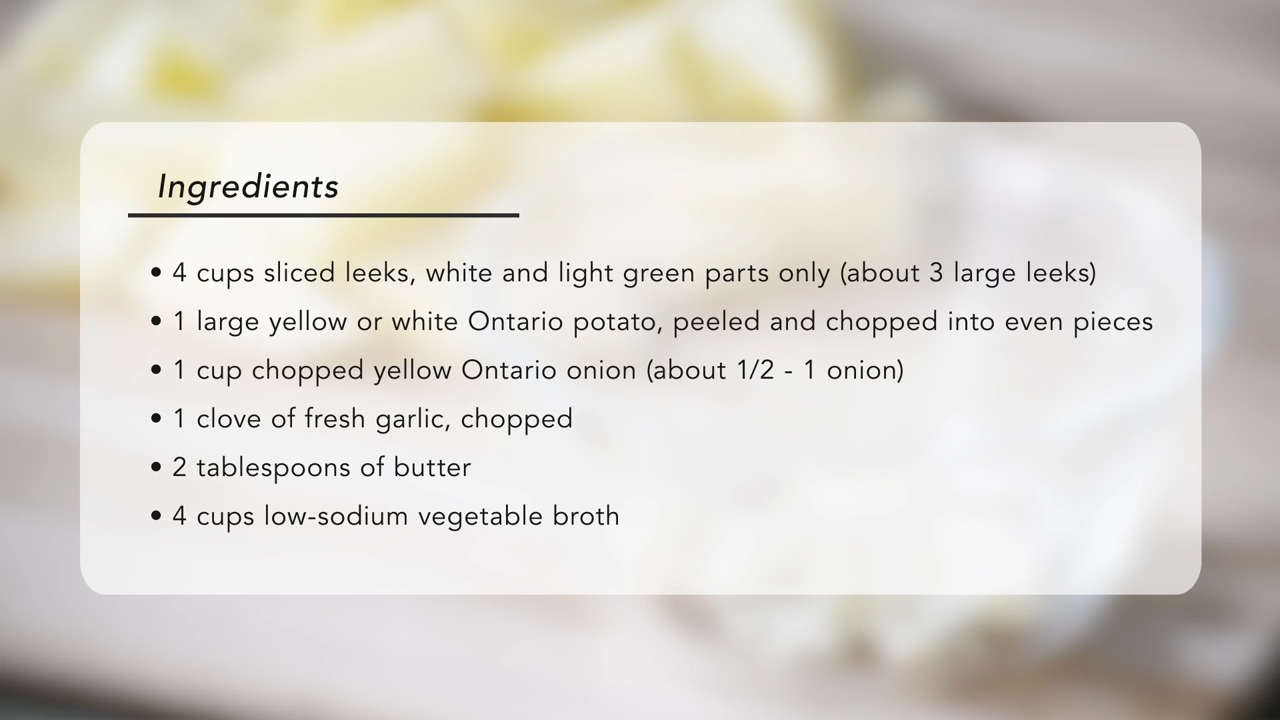 Ingredients
• 4 cups sliced leeks, white and light green parts only (about 3 large leeks)
• 1 large yellow or white Ontario potato, peeled and chopped into even pieces
• 1 cup chopped yellow Ontario onion (about 1/2 - 1 onion)
• 1 clove of fresh garlic, chopped
• 2 tablespoons of butter
• 4 cups low-sodium vegetable broth